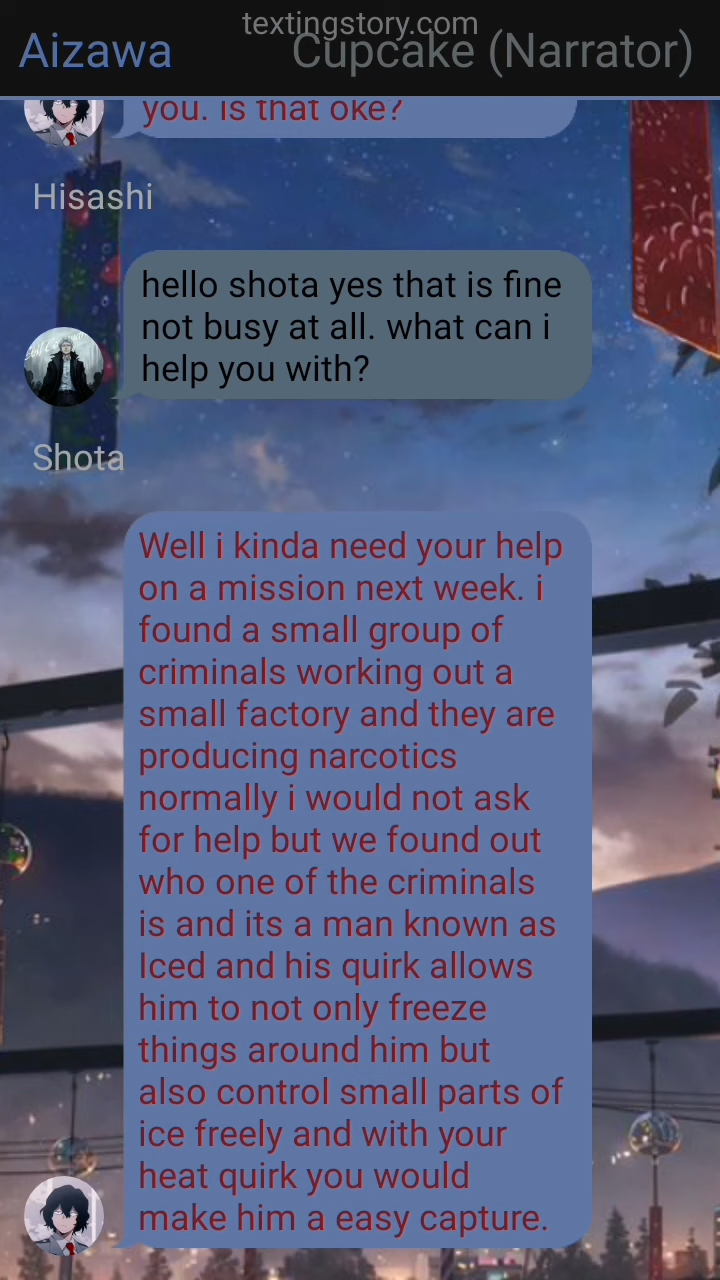 textingstory.com
Aizawa
Cupcake (Narrator)
you. is that oke?
Hisashi
hello shota yes that is fine
not busy at all. what can i
help you with?
Shota
Well i kinda need your help
on a mission next week. i
found a small group of
criminals working out a
small factory and they are
producing narcotics
normally i would not ask
for help but we found out
who one of the criminals
is and its a man known as
Iced and his quirk allows
him to not only freeze
things around him but
also control small parts of
ice freely and with your
heat quirk you would
make him a easy capture.